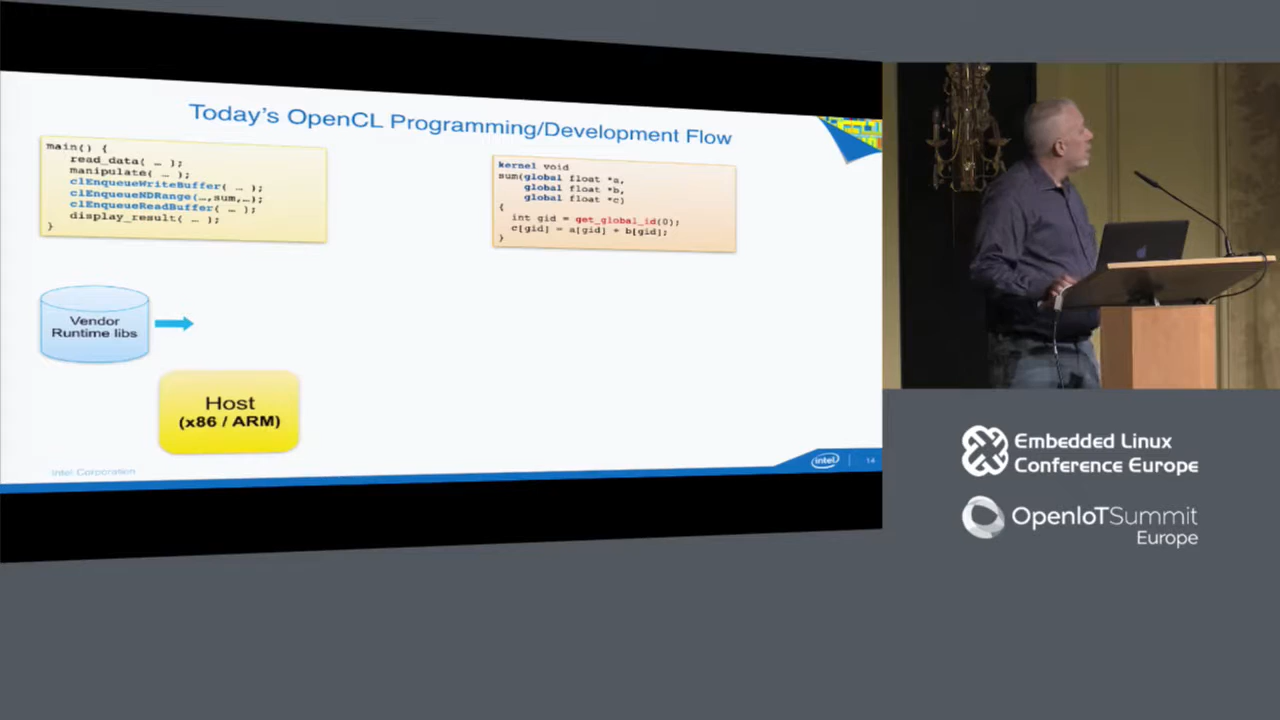 Today's OpenCL Programming/Development Flow
main() {
read_data( … );
manipulate( … );
clEnqueueWriteBuffer( … );
clEnqueueNDRange(…,sum,…);
clEnqueueReadBuffer( … );
display_result( … );
}
kernel void
sum(global float *a,
global float *b,
global float *c)
{
int gid = get_global_id(0);
c[gid] = a[gid] + b[gid];
}
Vendor
Runtime libs
Host
(x86 / ARM)
Intel Corporation
intel
14
Embedded Linux
Conference Europe
OpenIoTSummit
Europe